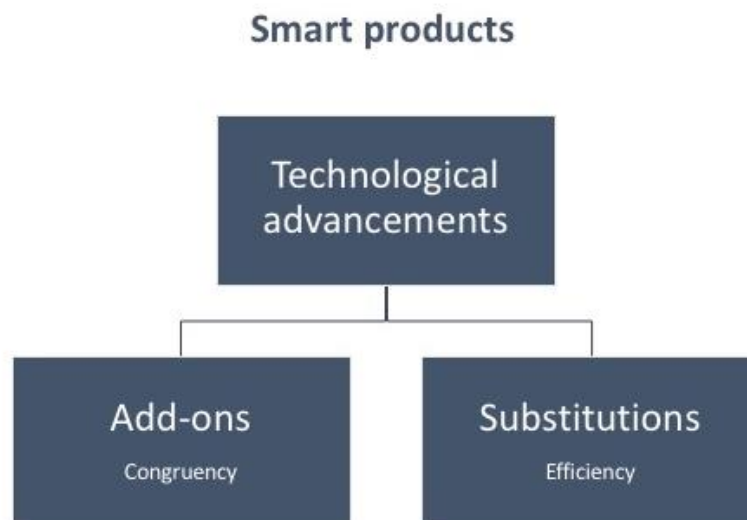 Smart products
Technological
advancements
Add-ons
Congruency
Substitutions
Efficiency